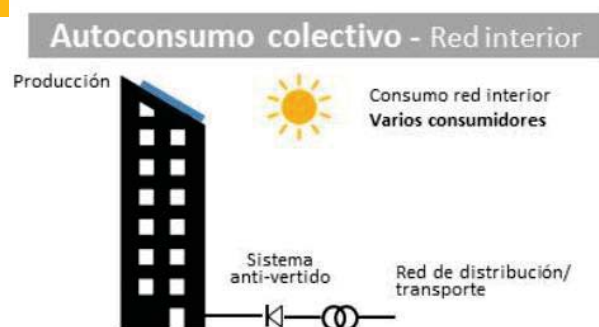 Autoconsumo colectivo - Red interior
Producción
Consumo red interior
Varios consumidores
Sistema
anti-vertido
Red de distribución/
transporte